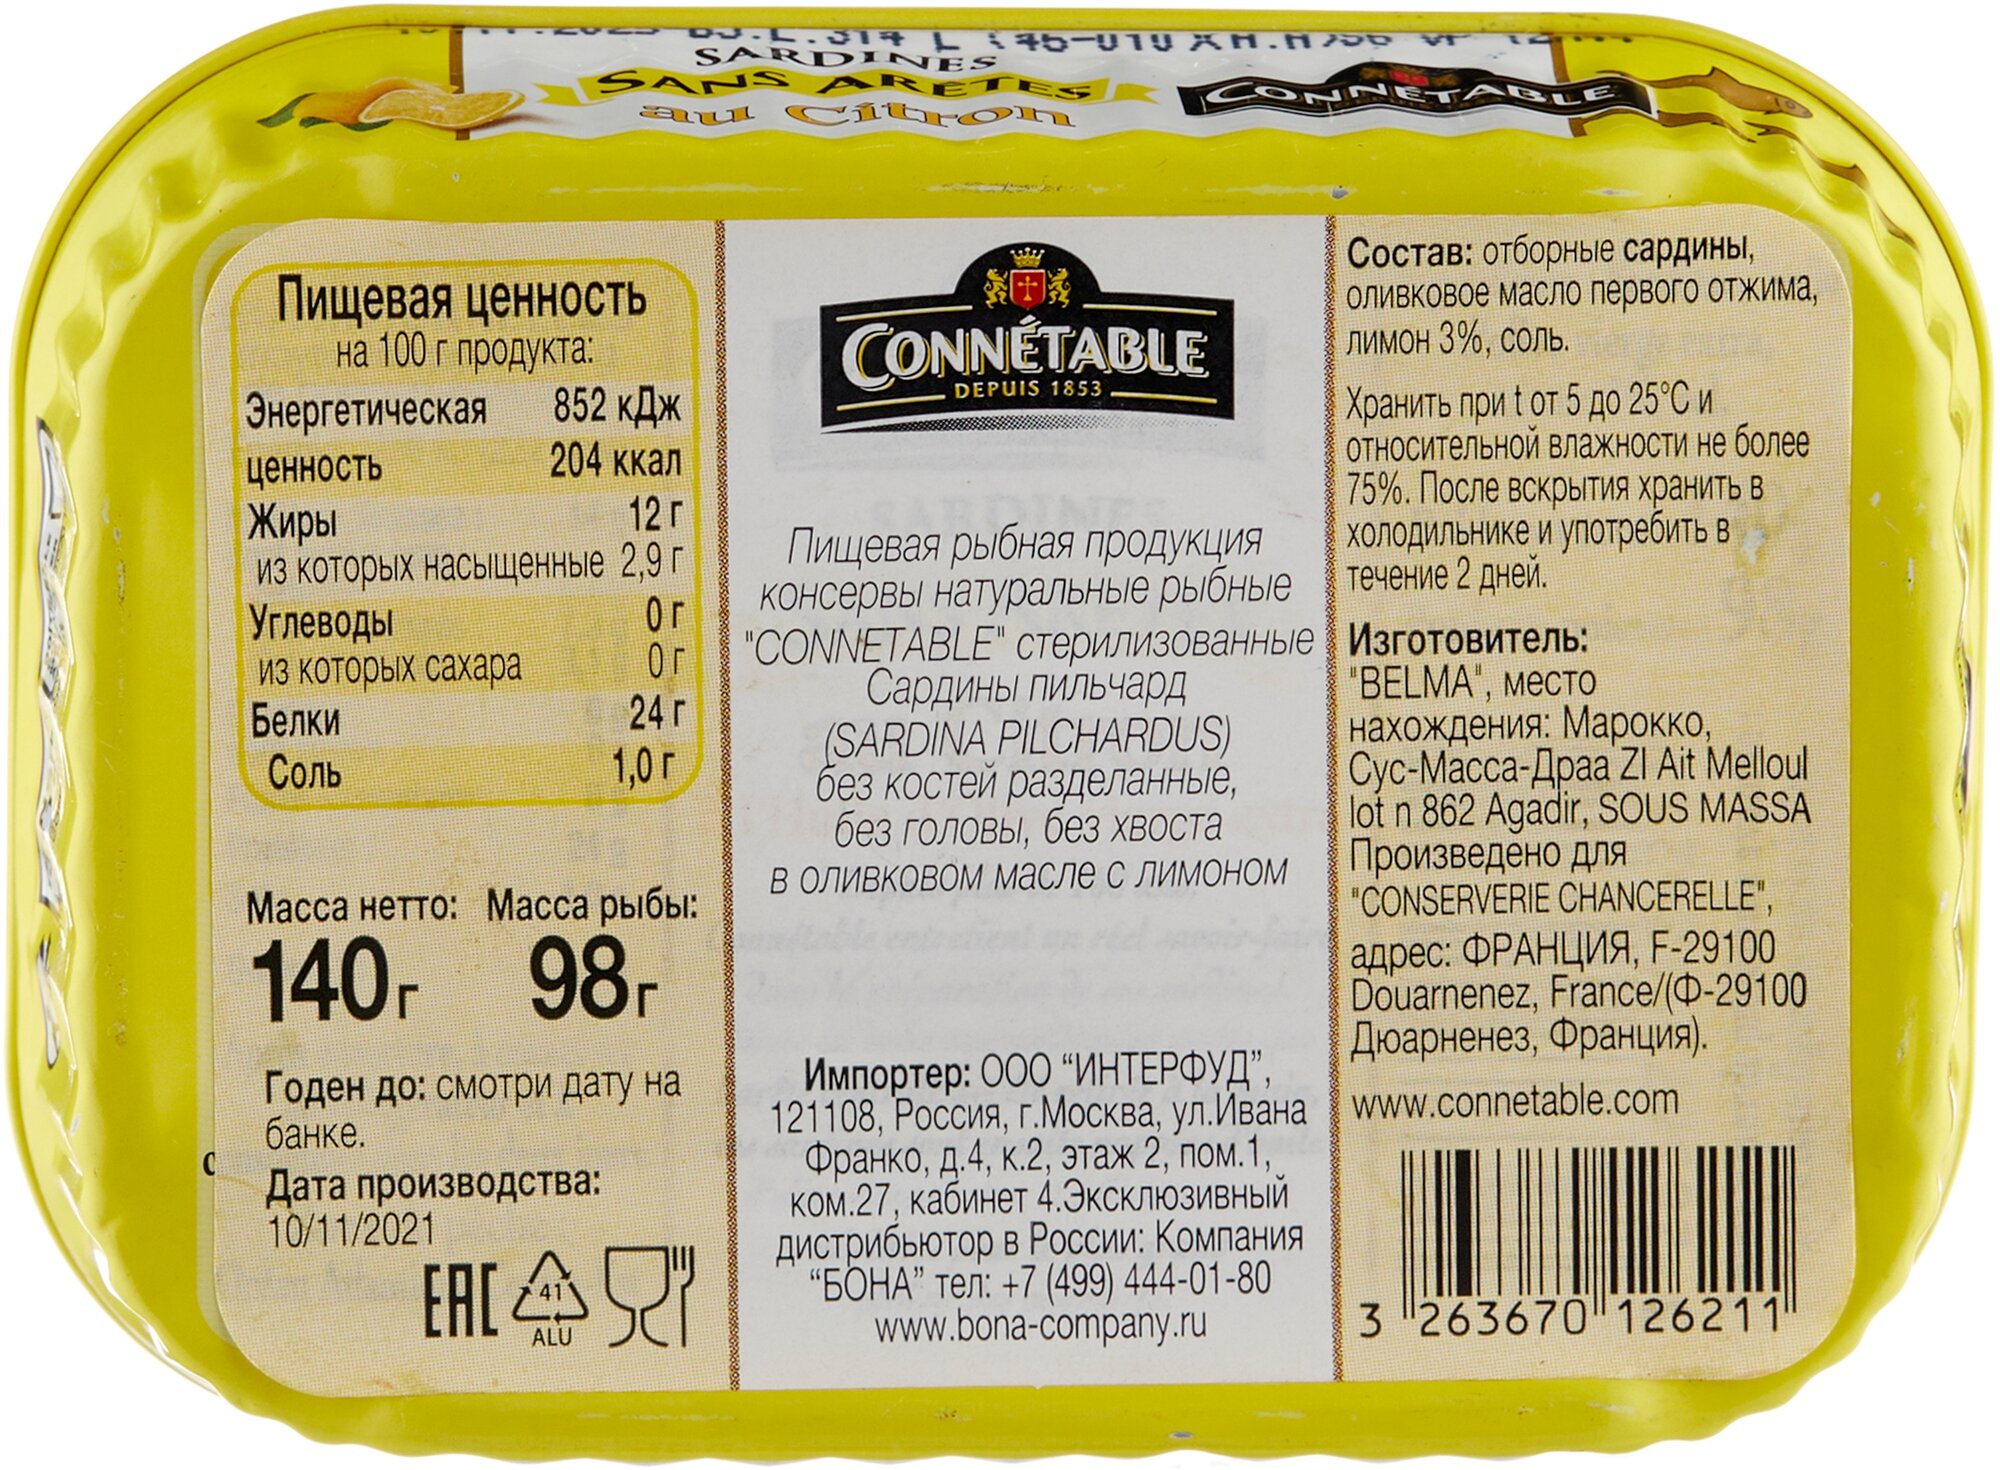 SARDINES
SANS ARÊTES
au Citron
CONNÉTABLE
Пищевая ценность
на 100 г продукта:
Энергетическая 852 кДж
ценность 204 ккал
Жиры 12 г
из которых насыщенные 2,9 г
Углеводы 0 г
из которых сахара 0 г
Белки 24 г
Соль 1,0 г
Масса нетто: Масса рыбы:
140 г 98 г
Годен до: смотри дату на
банке.
Дата производства:
10/11/2021
EAC
41
ALU
CONNÉTABLE
DEPUIS 1853
Пищевая рыбная продукция
консервы натуральные рыбные
"CONNETABLE" стерилизованные
Сардины пильчард
(SARDINA PILCHARDUS)
без костей разделанные,
без головы, без хвоста
в оливковом масле с лимоном
Импортер: ООО “ИНТЕРФУД”,
121108, Россия, г.Москва, ул.Ивана
Франко, д.4, к.2, этаж 2, пом.1,
ком.27, кабинет 4.Эксклюзивный
дистрибьютор в России: Компания
“БОНА” тел: +7 (499) 444-01-80
www.bona-company.ru
Состав: отборные сардины,
оливковое масло первого отжима,
лимон 3%, соль.
Хранить при t от 5 до 25°С и
относительной влажности не более
75%. После вскрытия хранить в
холодильнике и употребить в
течение 2 дней.
Изготовитель:
"BELMA", место
нахождения: Марокко,
Сус-Масса-Драа ZI Ait Melloul
lot n 862 Agadir, SOUS MASSA
Произведено для
"CONSERVERIE CHANCERELLE",
адрес: ФРАНЦИЯ, F-29100
Douarnenez, France/(Ф-29100
Дюарненез, Франция).
www.connetable.com
3 263670 126211